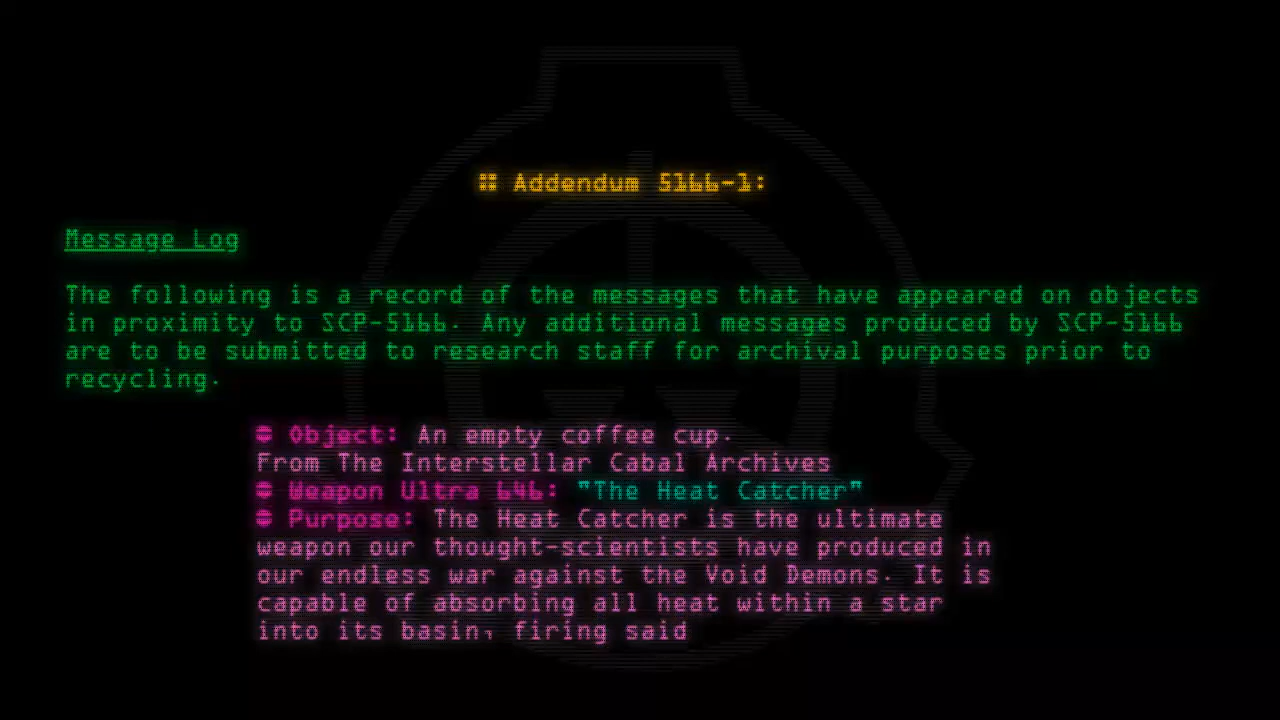 :: Addendum 5166-1:
Message Log
The following is a record of the messages that have appeared on objects
in proximity to SCP-5166. Any additional messages produced by SCP-5166
are to be submitted to research staff for archival purposes prior to
recycling.
Object: An empty coffee cup.
From The Interstellar Cabal Archives
Weapon Ultra 646: "The Heat Catcher"
Purpose: The Heat Catcher is the ultimate
weapon our thought-scientists have produced in
our endless war against the Void Demons. It is
capable of absorbing all heat within a star
into its basin, firing said